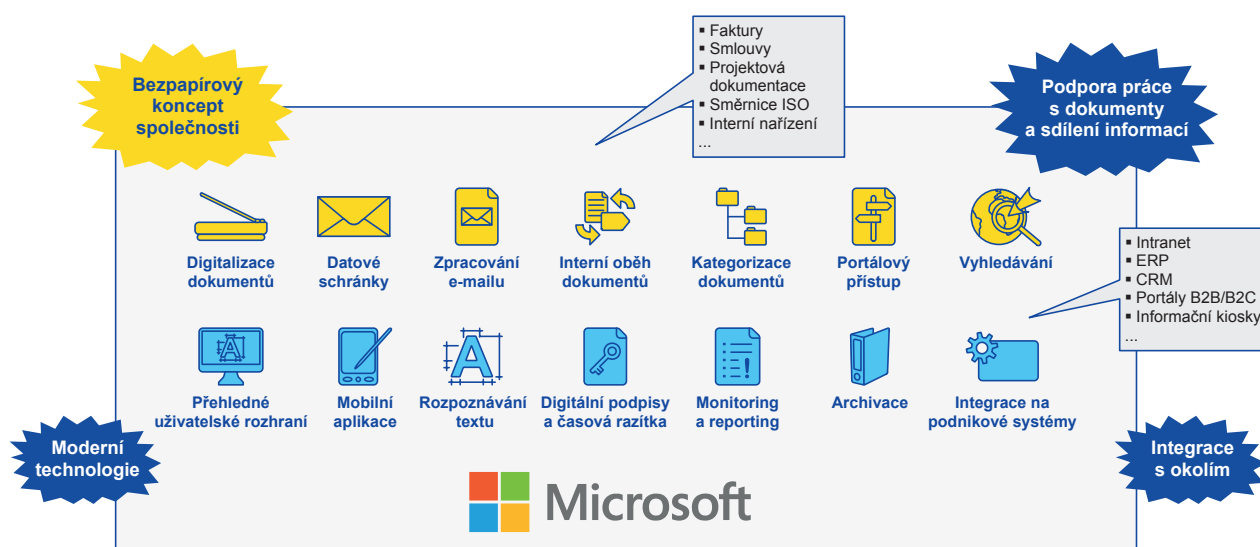 ▪ Faktury
▪ Smlouvy
▪ Projektová
dokumentace
▪ Směrnice ISO
▪ Interní nařízení
...
Bezpapírový
koncept
společnosti
Podpora práce
s dokumenty
a sdílení informací
Digitalizace
dokumentů
Datové
schránky
Zpracování
e-mailu
Interní oběh
dokumentů
Kategorizace
dokumentů
Portálový
přístup
Vyhledávání
▪ Intranet
▪ ERP
▪ CRM
▪ Portály B2B/B2C
▪ Informační kiosky
...
Přehledné
uživatelské rozhraní
Mobilní
aplikace
Rozpoznávání
textu
Digitální podpisy
a časová razítka
Monitoring
a reporting
Archivace
Integrace na
podnikové systémy
Moderní
technologie
Integrace
s okolím
Microsoft